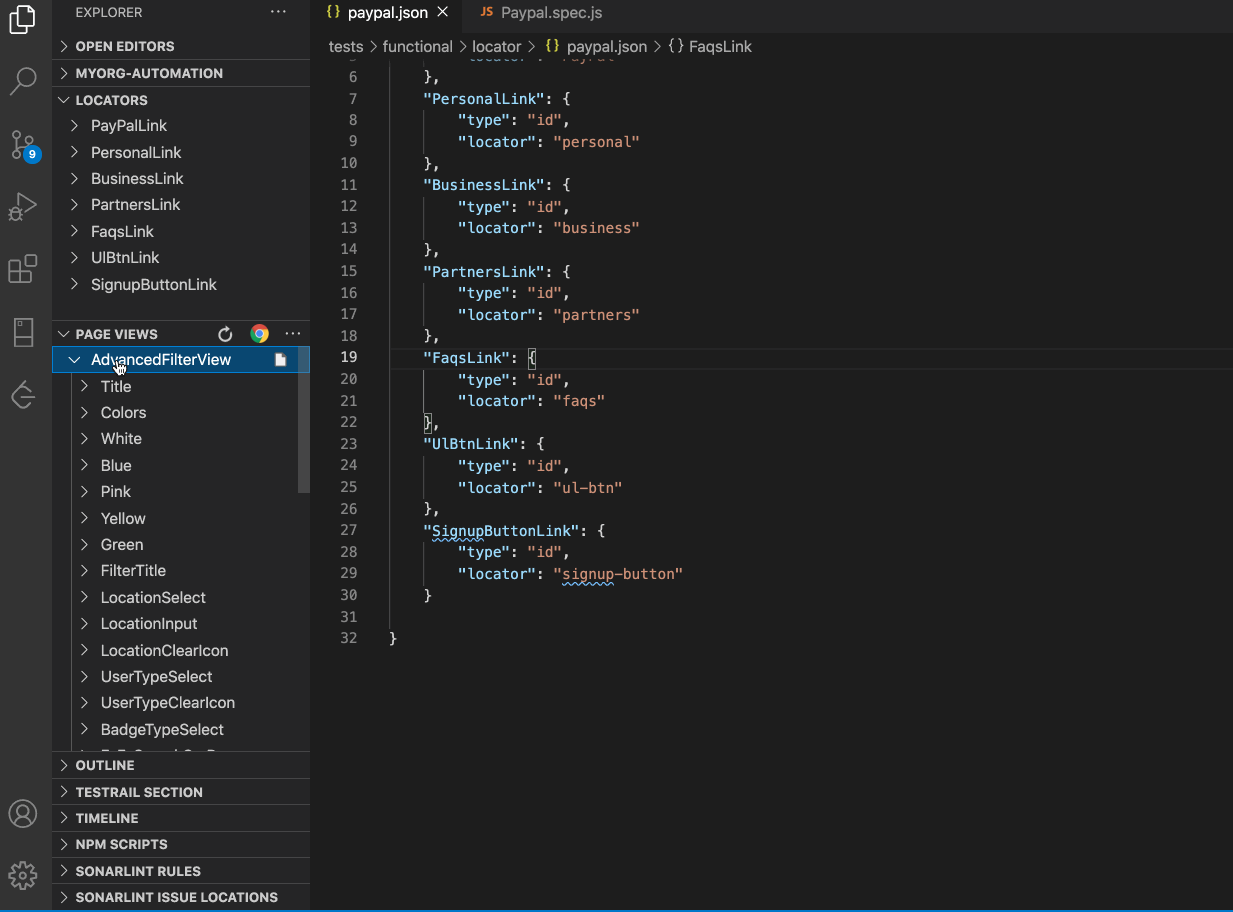 EXPLORER
OPEN EDITORS
MYORG-AUTOMATION
LOCATORS
PayPalLink
PersonalLink
BusinessLink
PartnersLink
FaqsLink
UlBtnLink
SignupButtonLink
PAGE VIEWS
AdvancedFilterView
Title
Colors
White
Blue
Pink
Yellow
Green
FilterTitle
LocationSelect
LocationInput
LocationClearIcon
UserTypeSelect
UserTypeClearIcon
BadgeTypeSelect
OUTLINE
TESTRAIL SECTION
TIMELINE
NPM SCRIPTS
SONARLINT RULES
SONARLINT ISSUE LOCATIONS
9
{} paypal.json × JS Paypal.spec.js
tests > functional > locator > {} paypal.json > {} FaqsLink
6 },
7 "PersonalLink": {
8 "type": "id",
9 "locator": "personal"
10 },
11 "BusinessLink": {
12 "type": "id",
13 "locator": "business"
14 },
15 "PartnersLink": {
16 "type": "id",
17 "locator": "partners"
18 },
19 "FaqsLink": {
20 "type": "id",
21 "locator": "faqs"
22 },
23 "UlBtnLink": {
24 "type": "id",
25 "locator": "ul-btn"
26 },
27 "SignupButtonLink": {
28 "type": "id",
29 "locator": "signup-button"
30 }
31
32 }